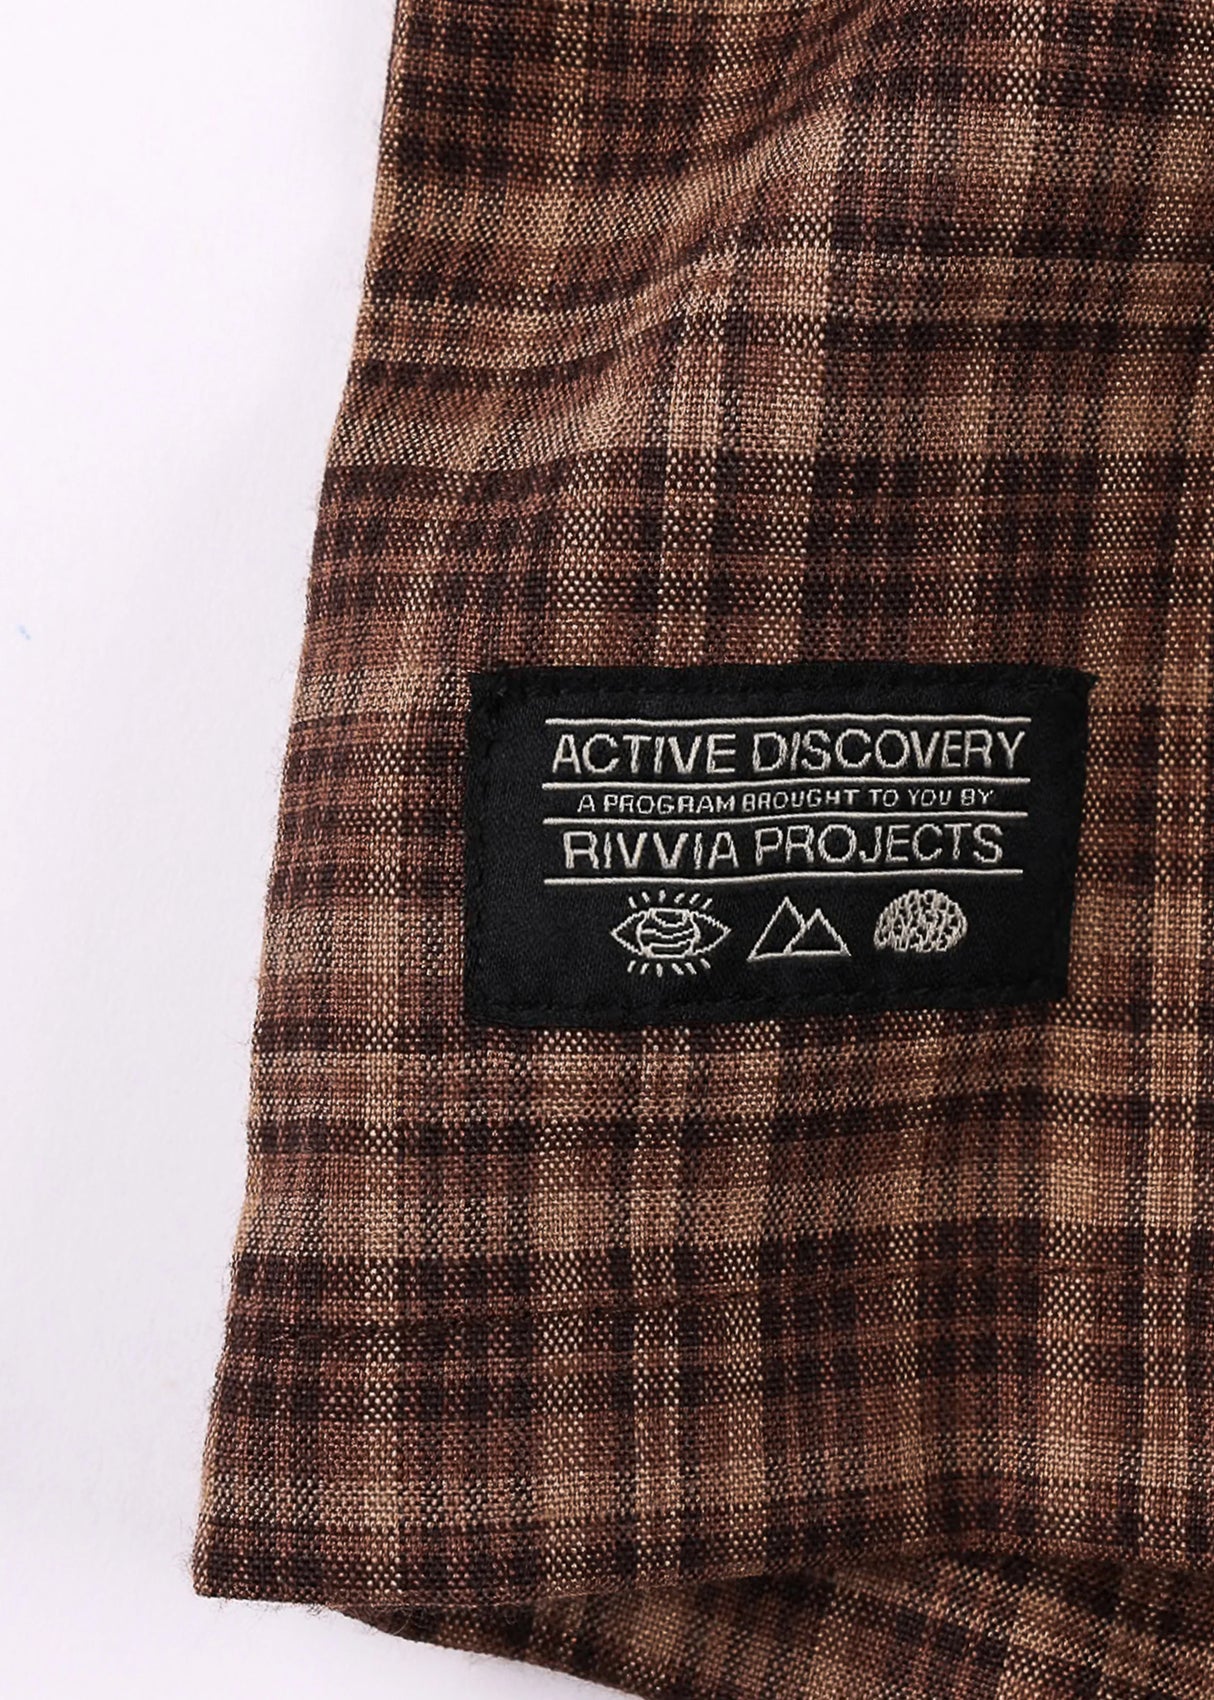 ACTIVE DISCOVERY
A PROGRAM BROUGHT TO YOU BY
RIVVIA PROJECTS